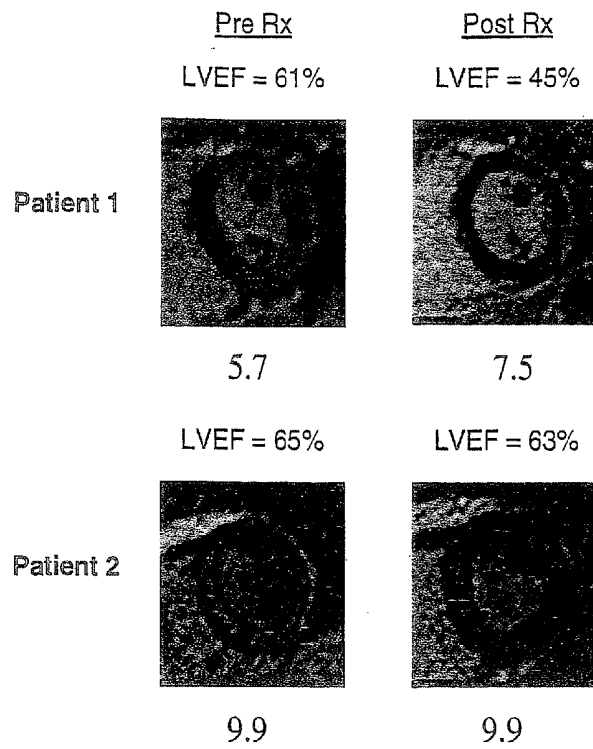 Pre Rx Post Rx
LVEF = 61% LVEF = 45%
Patient 1
5.7 7.5
LVEF = 65% LVEF = 63%
Patient 2
9.9 9.9